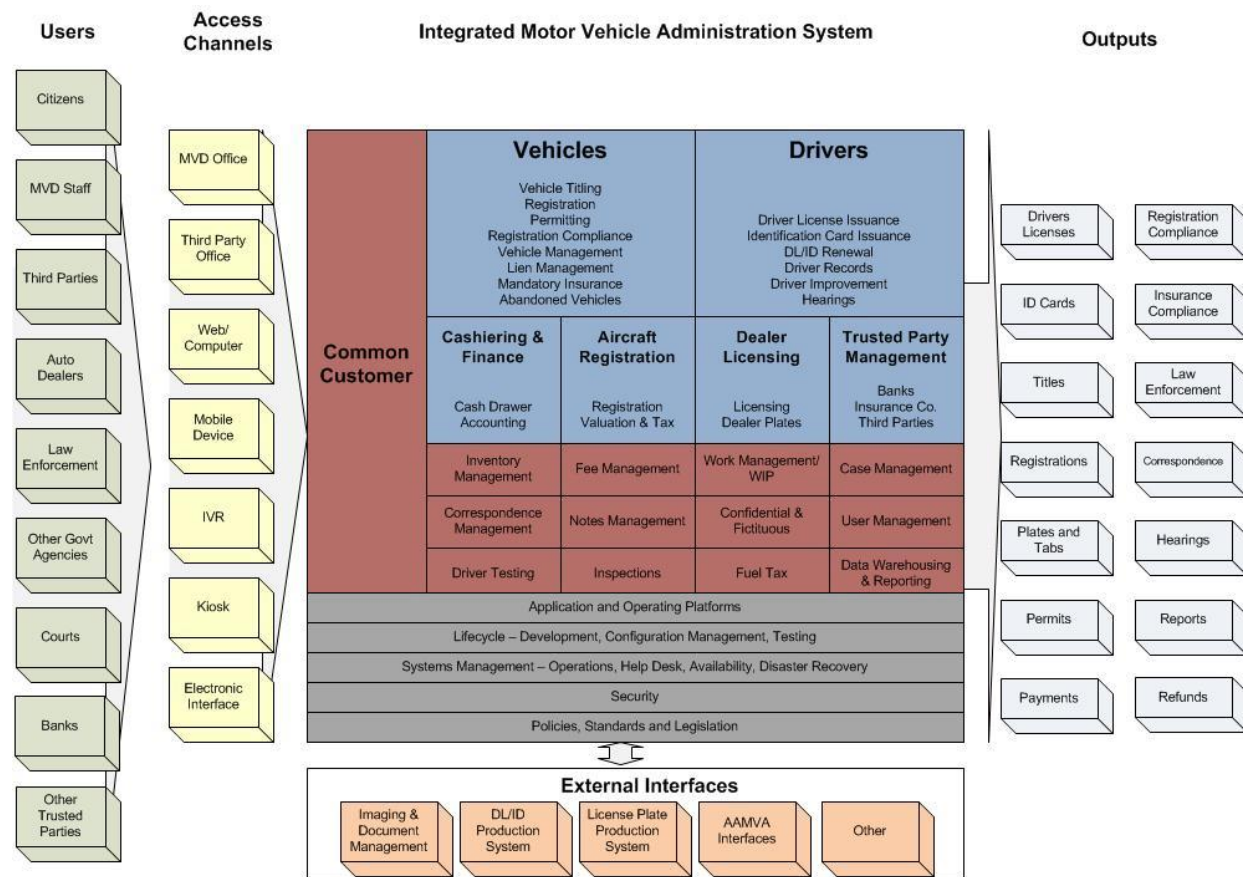 Users
Access
Channels
Integrated Motor Vehicle Administration System
Outputs
Citizens
MVD Staff
Third Parties
Auto
Dealers
Law
Enforcement
Other Govt
Agencies
Courts
Banks
Other
Trusted
Parties
MVD Office
Third Party
Office
Web/
Computer
Mobile
Device
IVR
Kiosk
Electronic
Interface
Common
Customer
Vehicles
Vehicle Titling
Registration
Permitting
Registration Compliance
Vehicle Management
Lien Management
Mandatory Insurance
Abandoned Vehicles
Drivers
Driver License Issuance
Identification Card Issuance
DL/ID Renewal
Driver Records
Driver Improvement
Hearings
Cashiering &
Finance
Cash Drawer
Accounting
Aircraft
Registration
Registration
Valuation & Tax
Dealer
Licensing
Licensing
Dealer Plates
Trusted Party
Management
Banks
Insurance Co.
Third Parties
Inventory
Management
Fee Management
Work Management/
WIP
Case Management
Correspondence
Management
Notes Management
Confidential &
Fictituous
User Management
Driver Testing
Inspections
Fuel Tax
Data Warehousing
& Reporting
Application and Operating Platforms
Lifecycle – Development, Configuration Management, Testing
Systems Management – Operations, Help Desk, Availability, Disaster Recovery
Security
Policies, Standards and Legislation
External Interfaces
Imaging &
Document
Management
DL/ID
Production
System
License Plate
Production
System
AAMVA
Interfaces
Other
Drivers
Licenses
Registration
Compliance
ID Cards
Insurance
Compliance
Titles
Law
Enforcement
Registrations
Correspondence
Plates and
Tabs
Hearings
Permits
Reports
Payments
Refunds